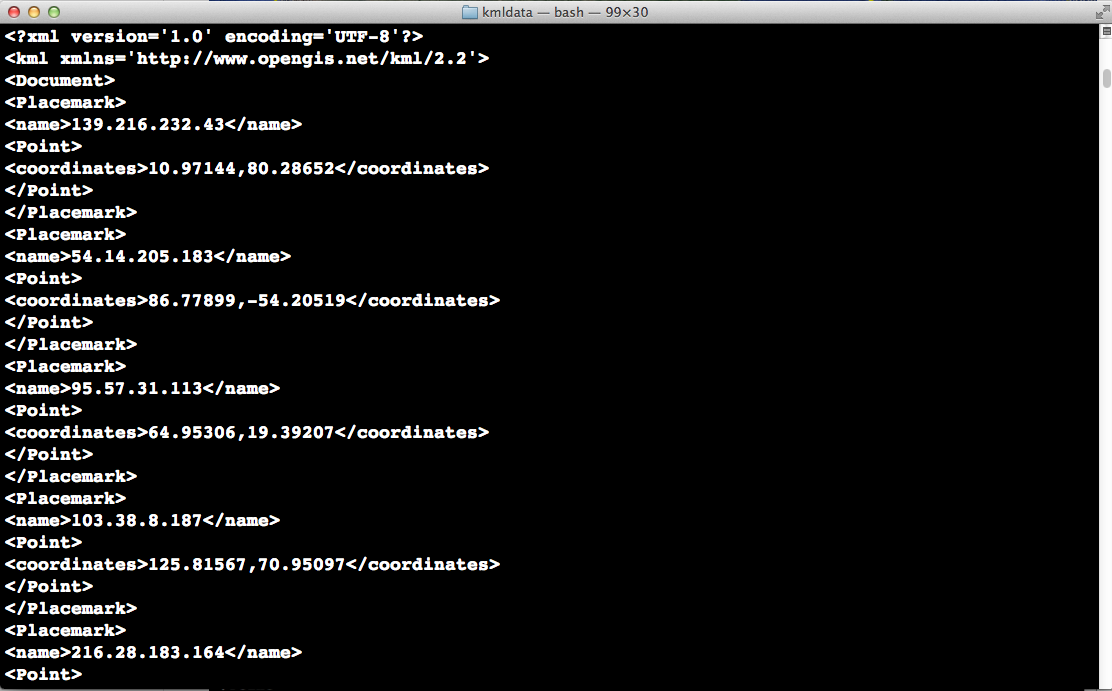 kmldata — bash — 99×30
<?xml version='1.0' encoding='UTF-8'?>
<kml xmlns='http://www.opengis.net/kml/2.2'>
<Document>
<Placemark>
<name>139.216.232.43</name>
<Point>
<coordinates>10.97144,80.28652</coordinates>
</Point>
</Placemark>
<Placemark>
<name>54.14.205.183</name>
<Point>
<coordinates>86.77899,-54.20519</coordinates>
</Point>
</Placemark>
<Placemark>
<name>95.57.31.113</name>
<Point>
<coordinates>64.95306,19.39207</coordinates>
</Point>
</Placemark>
<Placemark>
<name>103.38.8.187</name>
<Point>
<coordinates>125.81567,70.95097</coordinates>
</Point>
</Placemark>
<Placemark>
<name>216.28.183.164</name>
<Point>